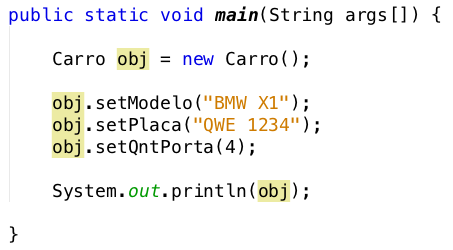 public static void main(String args[]) {
Carro obj = new Carro();
obj.setModelo("BMW X1");
obj.setPlaca("QWE 1234");
obj.setQntPorta(4);
System.out.println(obj);
}